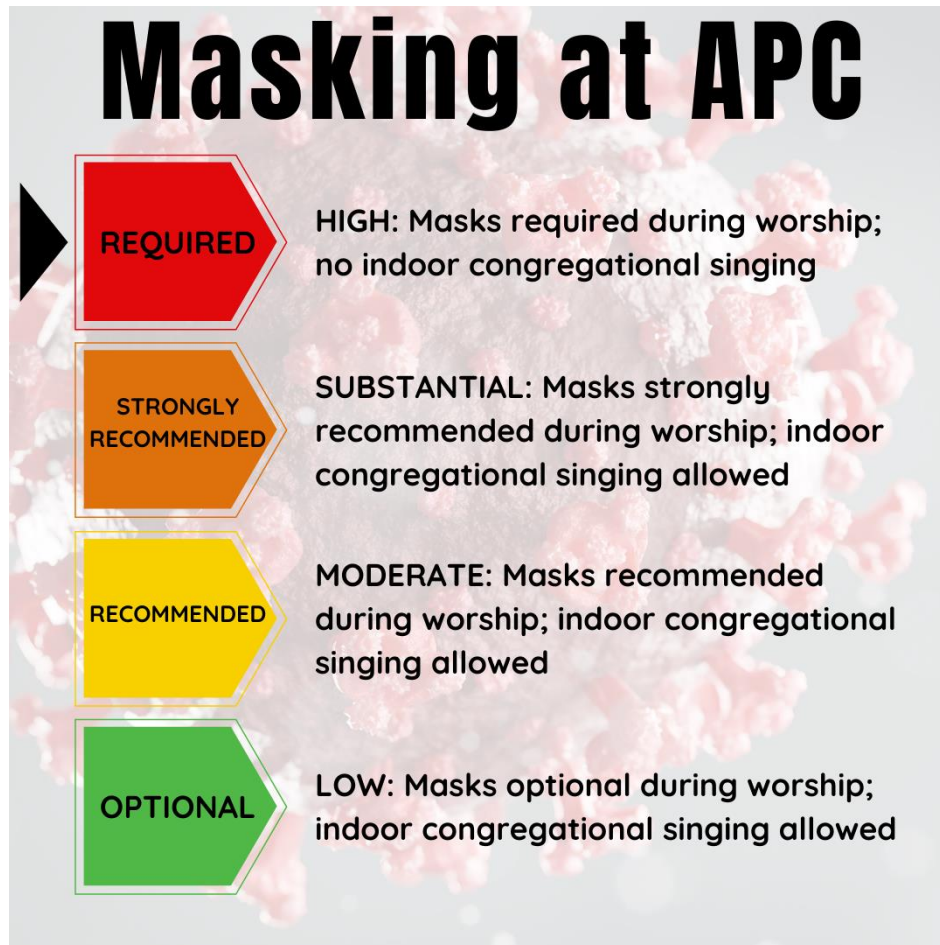 Masking at APC
REQUIRED
HIGH: Masks required during worship;
no indoor congregational singing
STRONGLY
RECOMMENDED
SUBSTANTIAL: Masks strongly
recommended during worship; indoor
congregational singing allowed
RECOMMENDED
MODERATE: Masks recommended
during worship; indoor congregational
singing allowed
OPTIONAL
LOW: Masks optional during worship;
indoor congregational singing allowed